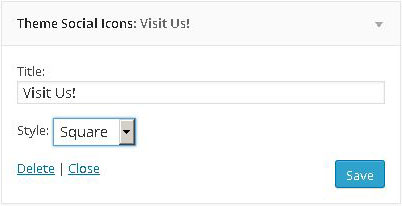 Theme Social Icons: Visit Us!
Title:
Visit Us!
Style: Square
Delete | Close Save